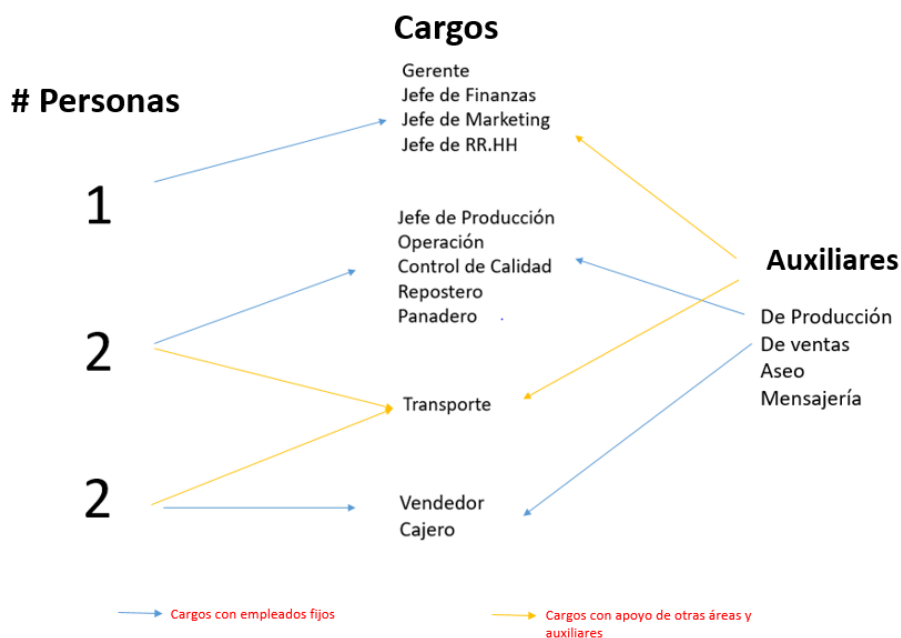 Cargos
# Personas
Gerente
Jefe de Finanzas
Jefe de Marketing
Jefe de RR.HH
1
Jefe de Producción
Operación
Control de Calidad
Repostero
Panadero .
2
Auxiliares
De Producción
De ventas
Aseo
Mensajería
Transporte
2
Vendedor
Cajero
Cargos con empleados fijos
Cargos con apoyo de otras áreas y
auxiliares